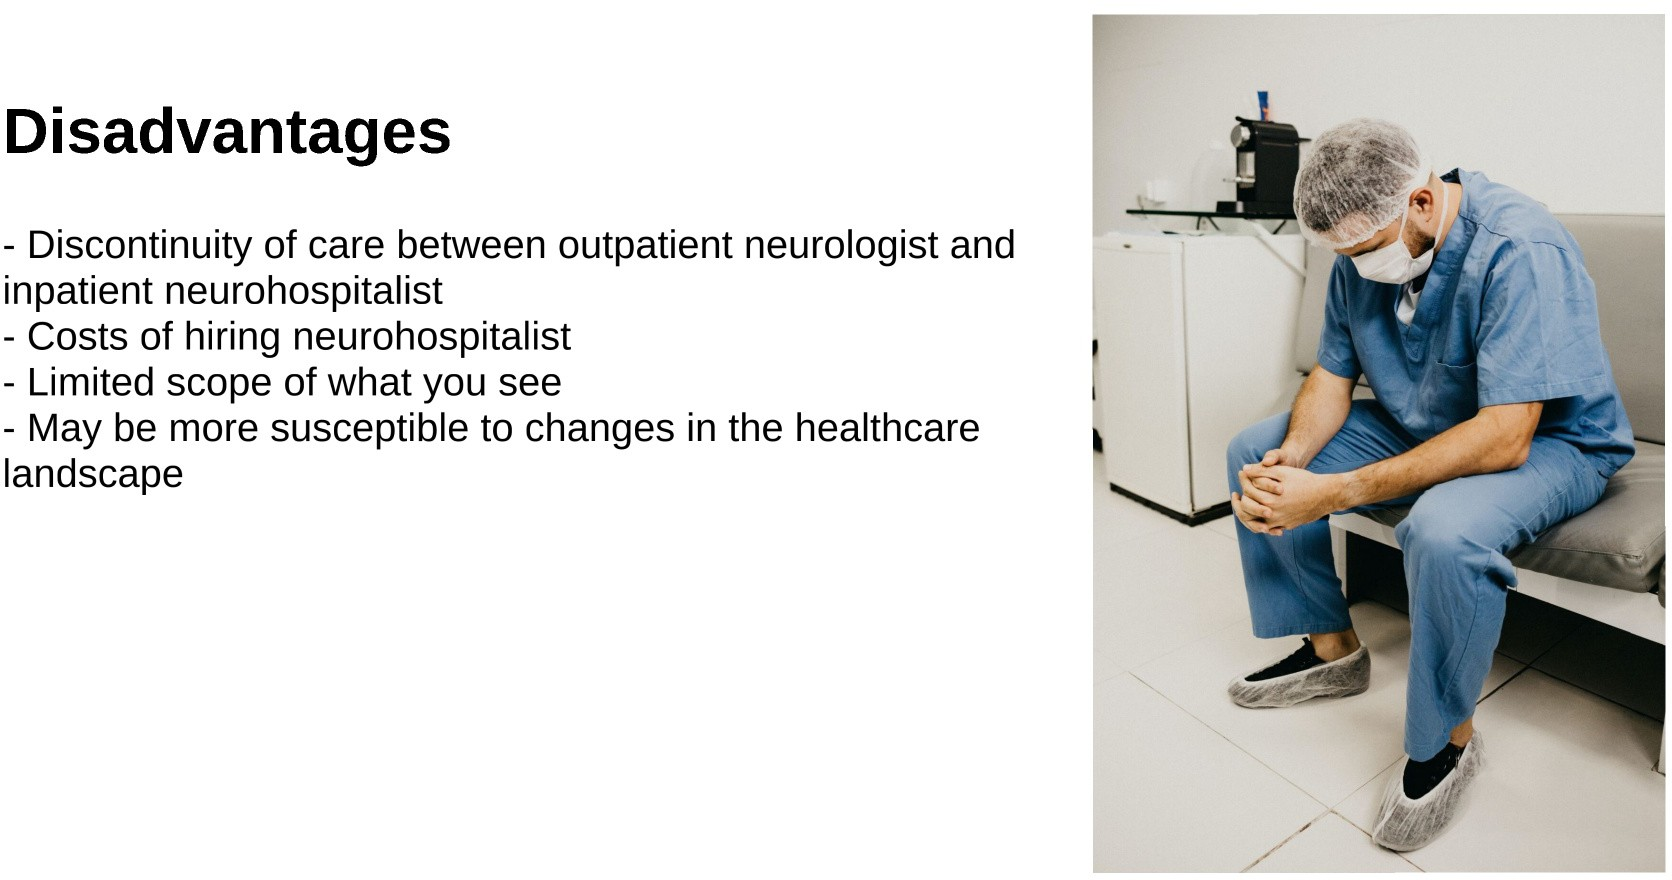 Disadvantages
- Discontinuity of care between outpatient neurologist and
inpatient neurohospitalist
- Costs of hiring neurohospitalist
- Limited scope of what you see
- May be more susceptible to changes in the healthcare
landscape